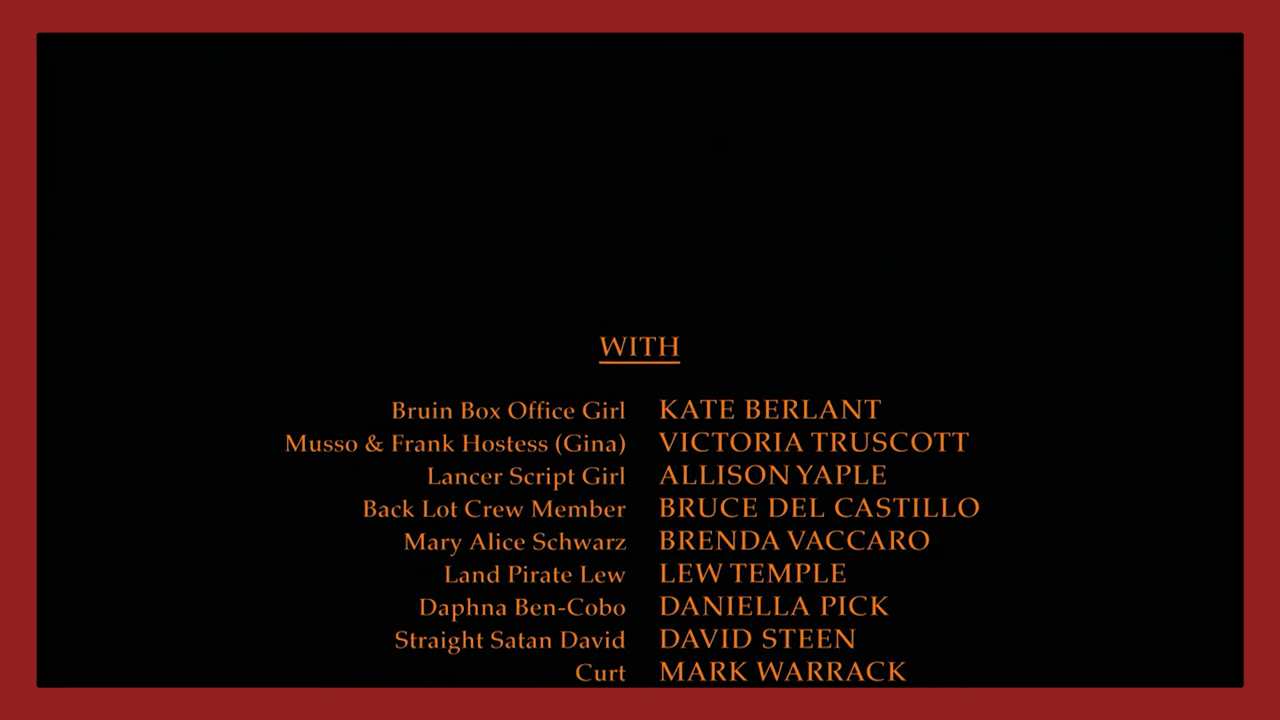 WITH
Bruin Box Office Girl KATE BERLANT
Musso & Frank Hostess (Gina) VICTORIA TRUSCOTT
Lancer Script Girl ALLISON YAPLE
Back Lot Crew Member BRUCE DEL CASTILLO
Mary Alice Schwarz BRENDA VACCARO
Land Pirate Lew LEW TEMPLE
Daphna Ben-Cobo DANIELLA PICK
Straight Satan David DAVID STEEN
Curt MARK WARRACK